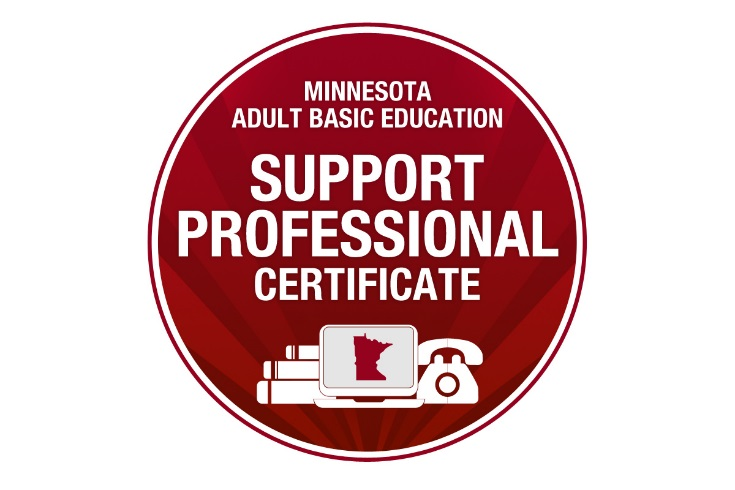 MINNESOTA
ADULT BASIC EDUCATION
SUPPORT
PROFESSIONAL
CERTIFICATE